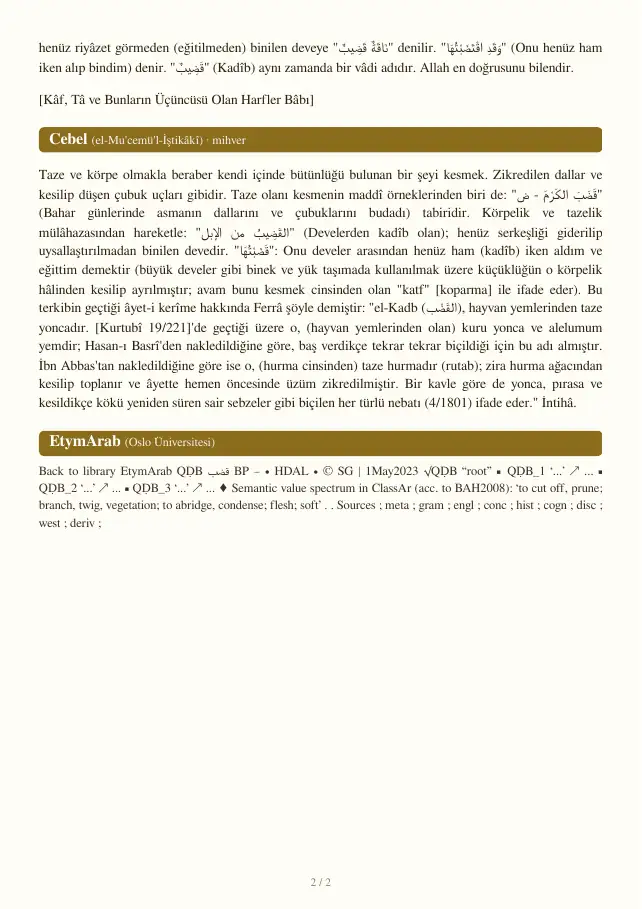 henüz riyâzet görmeden (eğitilmeden) binilen deveye "نَاقَةٌ قَضِيبٌ" denilir. "وَقَدِ اقْتَضَبْتُهَا" (Onu henüz ham
iken alıp bindim) denir. "قَضِيبٌ" (Kadîb) aynı zamanda bir vâdi adıdır. Allah en doğrusunu bilendir.
[Kâf, Tâ ve Bunların Üçüncüsü Olan Harfler Bâbı]
Cebel (el-Mu'cemü'l-İştikâkî) · mihver
Taze ve körpe olmakla beraber kendi içinde bütünlüğü bulunan bir şeyi kesmek. Zikredilen dallar ve
kesilip düşen çubuk uçları gibidir. Taze olanı kesmenin maddî örneklerinden biri de: "قَضَبَ الكَرْمَ - ض"
(Bahar günlerinde asmanın dallarını ve çubuklarını budadı) tabiridir. Körpelik ve tazelik
mülâhazasından hareketle: "القَضِيبُ من الإبل" (Develerden kadîb olan); henüz serkeşliği giderilip
uysallaştırılmadan binilen devedir. "قَضَبْتُهَا": Onu develer arasından henüz ham (kadîb) iken aldım ve
eğittim demektir (büyük develer gibi binek ve yük taşımada kullanılmak üzere küçüklüğün o körpelik
hâlinden kesilip ayrılmıştır; avam bunu kesmek cinsinden olan "katf" [koparma] ile ifade eder). Bu
terkibin geçtiği âyet-i kerîme hakkında Ferrâ şöyle demiştir: "el-Kadb (القَضْب), hayvan yemlerinden taze
yoncadır. [Kurtubî 19/221]'de geçtiği üzere o, (hayvan yemlerinden olan) kuru yonca ve alelumum
yemdir; Hasan-ı Basrî'den nakledildiğine göre, baş verdikçe tekrar tekrar biçildiği için bu adı almıştır.
İbn Abbas'tan nakledildiğine göre ise o, (hurma cinsinden) taze hurmadır (rutab); zira hurma ağacından
kesilip toplanır ve âyette hemen öncesinde üzüm zikredilmiştir. Bir kavle göre de yonca, pırasa ve
kesildikçe kökü yeniden süren sair sebzeler gibi biçilen her türlü nebatı (4/1801) ifade eder." İntihâ.
EtymArab (Oslo Üniversitesi)
Back to library EtymArab QḌB قضب BP – • HDAL • © SG | 1May2023 √QḌB “root” ▪ QḌB_1 ‘...’ ↗ ... ▪
QḌB_2 ‘...’ ↗ ... ▪ QḌB_3 ‘...’ ↗ ... ♦ Semantic value spectrum in ClassAr (acc. to BAH2008): ‘to cut off, prune;
branch, twig, vegetation; to abridge, condense; flesh; soft’ . . Sources ; meta ; gram ; engl ; conc ; hist ; cogn ; disc ;
west ; deriv ;
2 / 2